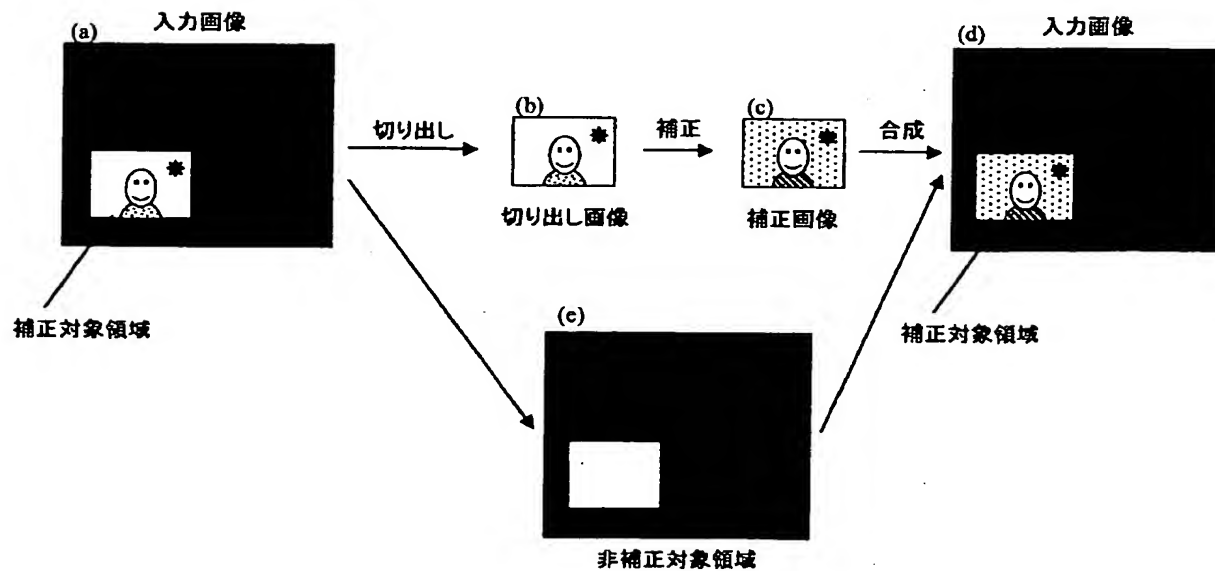 (a)
入力画像
補正対象領域
切り出し
(b)
切り出し画像
補正
(c)
補正画像
合成
(d)
入力画像
補正対象領域
(e)
非補正対象領域